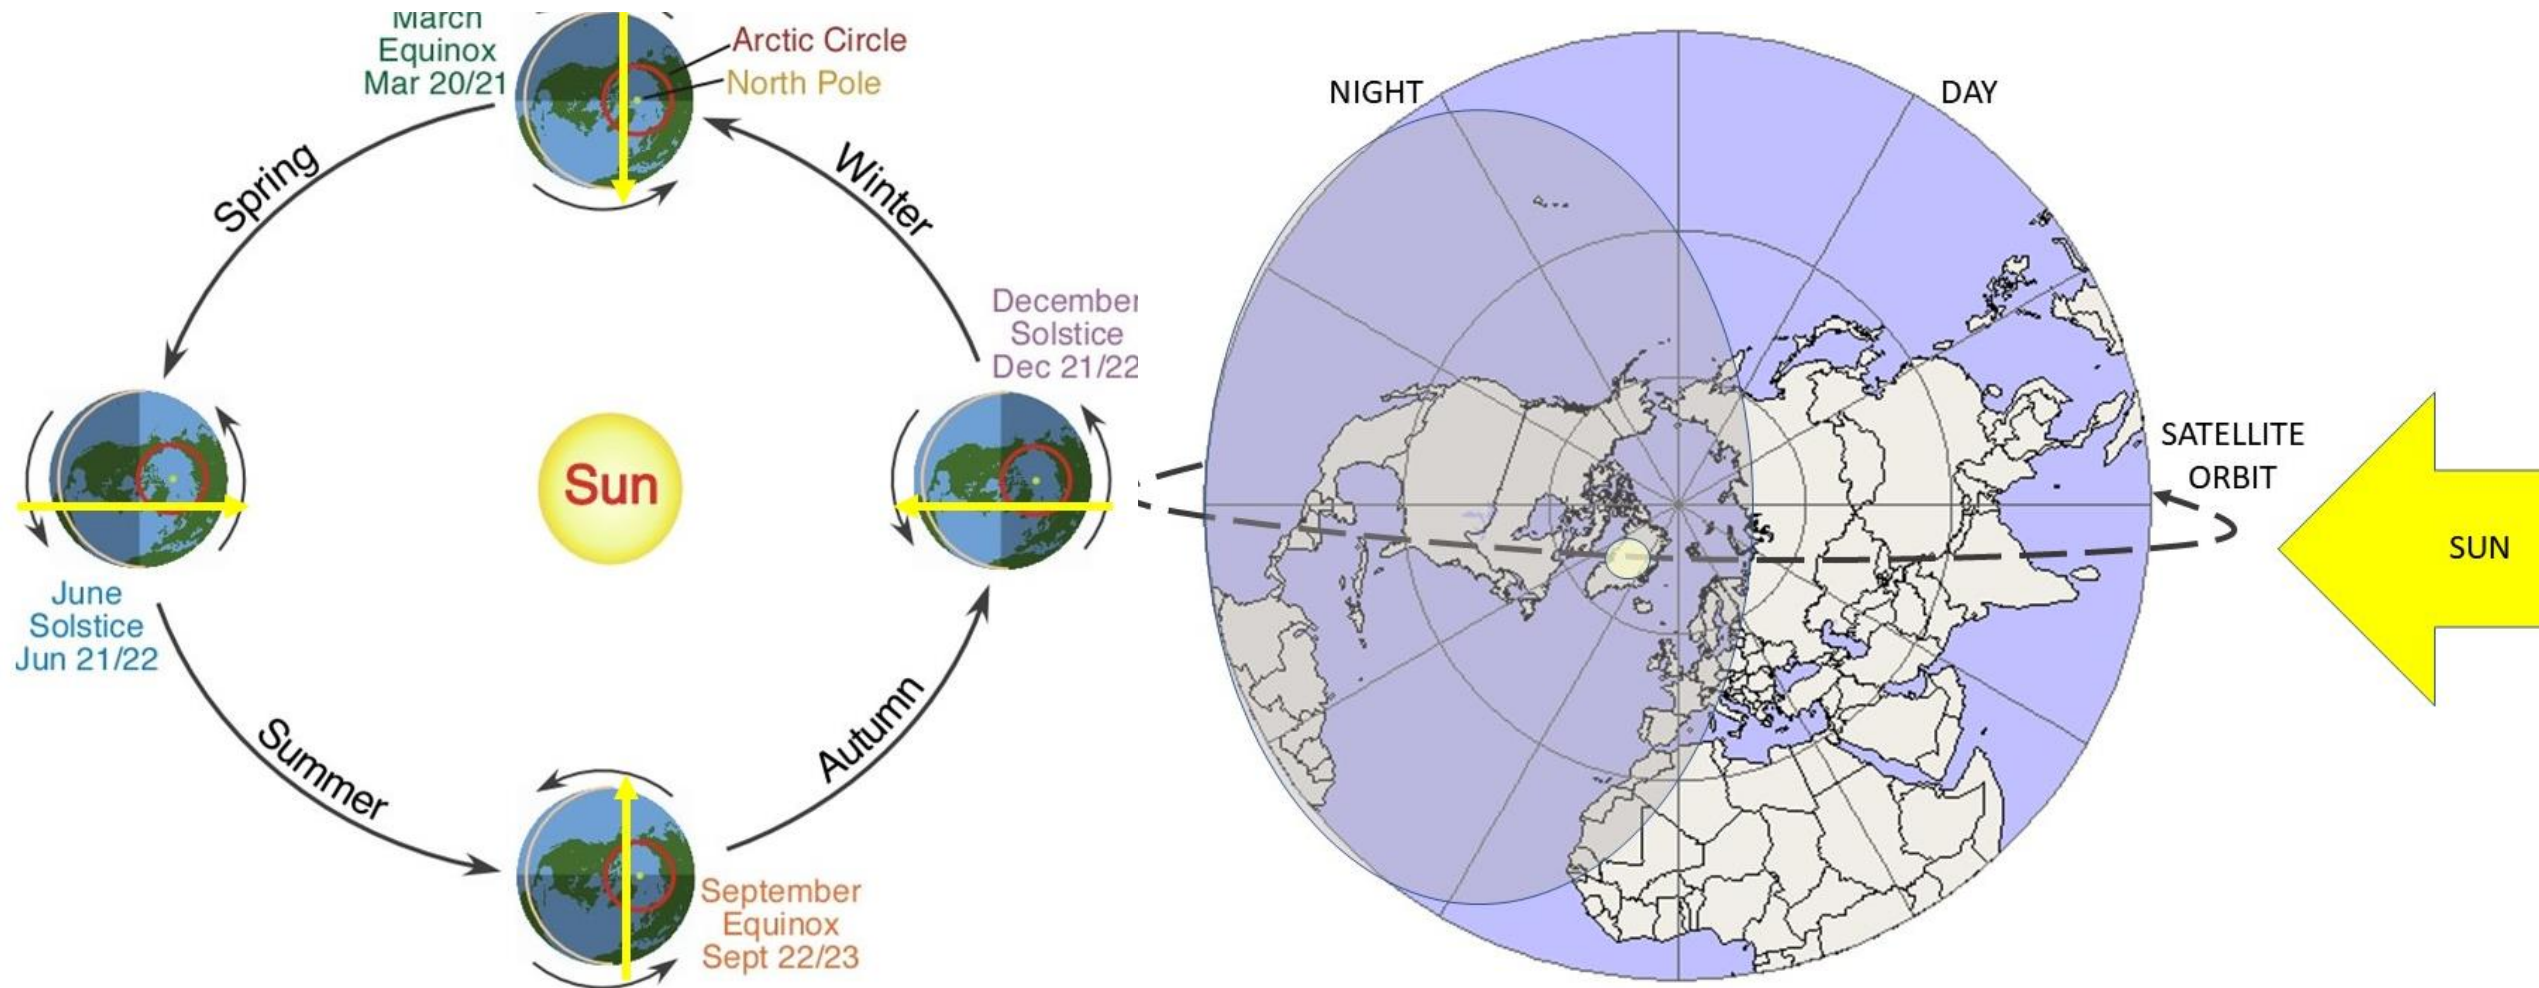 March
Equinox
Mar 20/21
Arctic Circle
North Pole
Spring
Winter
December
Solstice
Dec 21/22
Sun
June
Solstice
Jun 21/22
Summer
Autumn
September
Equinox
Sept 22/23
NIGHT
DAY
SATELLITE
ORBIT
SUN